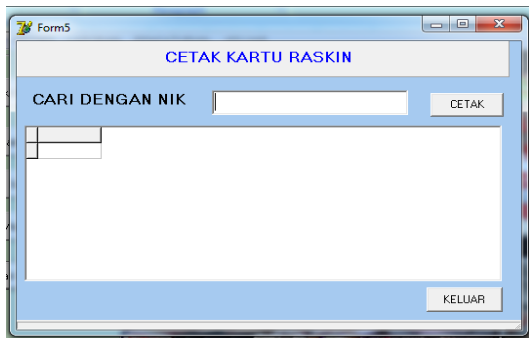 Form5
CETAK KARTU RASKIN
CARI DENGAN NIK
CETAK
KELUAR